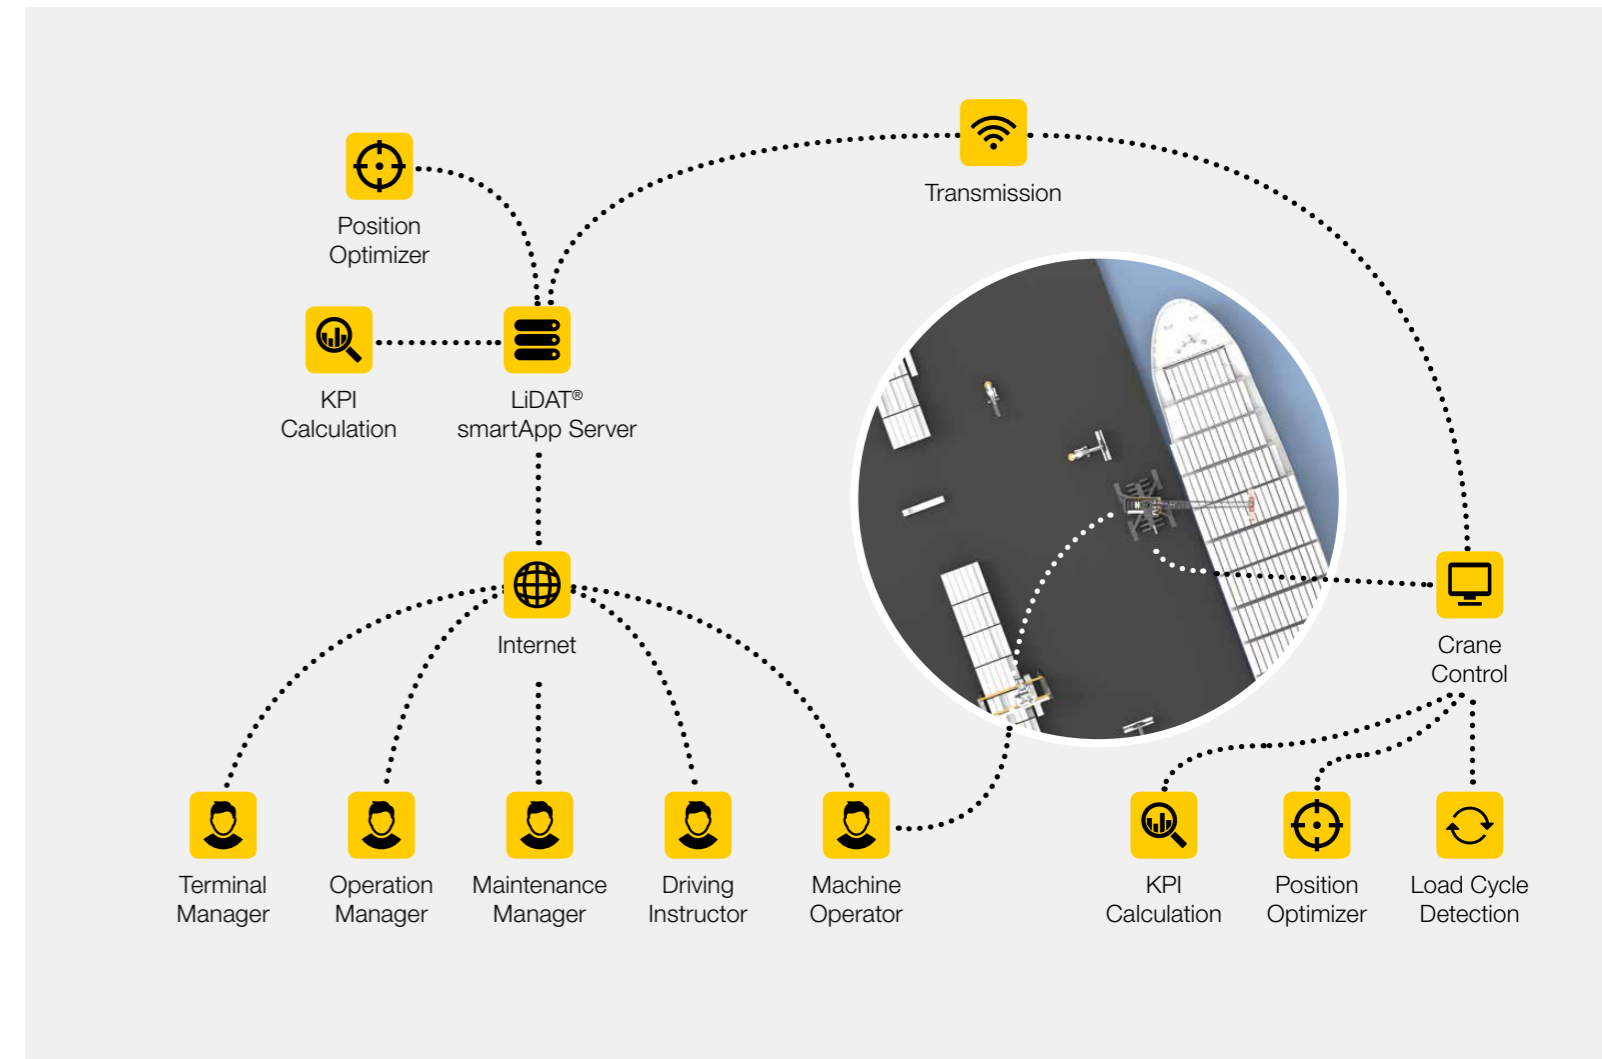 Transmission
Position
Optimizer
KPI
Calculation
LiDAT®
smartApp Server
Internet
Crane
Control
Terminal
Manager
Operation
Manager
Maintenance
Manager
Driving
Instructor
Machine
Operator
KPI
Calculation
Position
Optimizer
Load Cycle
Detection